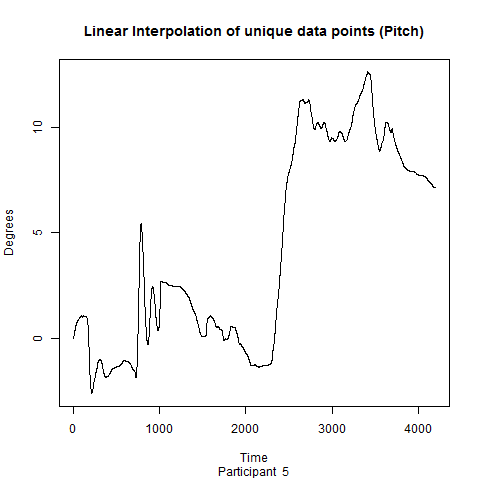 Linear Interpolation of unique data points (Pitch)
Degrees
10
5
0
0 1000 2000 3000 4000
Time
Participant 5